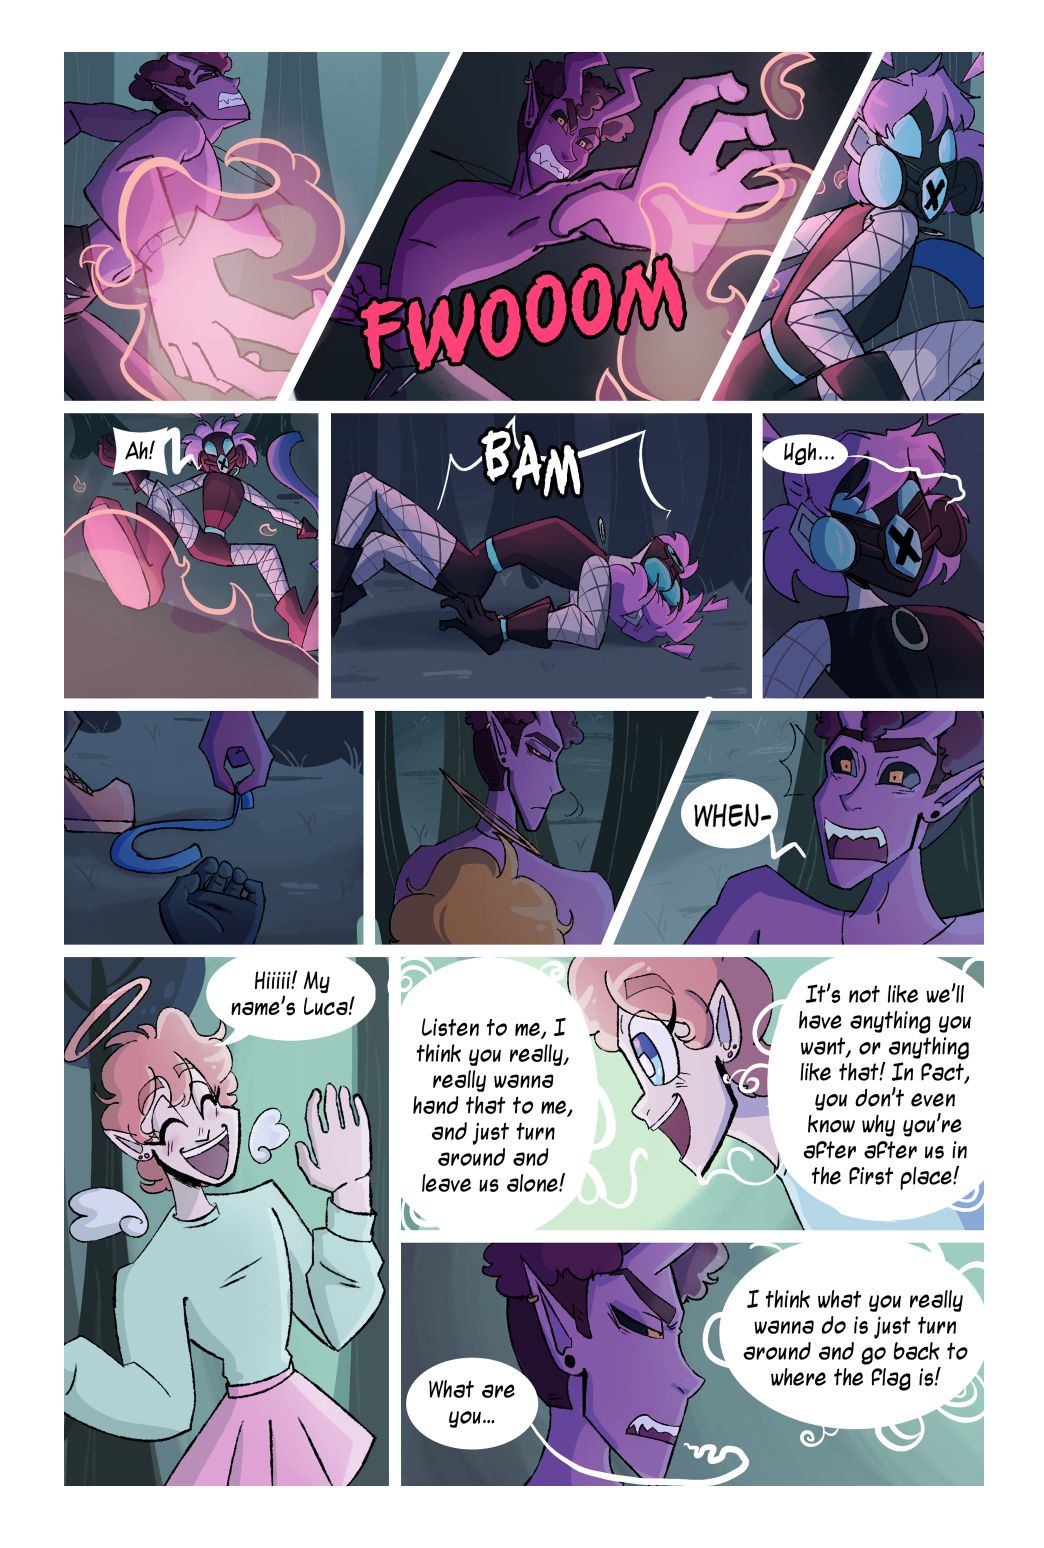 FWOOOM
Ah!
BAM
Ugh...
WHEN-
Hiiiii! My
name's Luca!
Listen to me, I
think you really,
really wanna
hand that to me,
and just turn
around and
leave us alone!
It's not like we'll
have anything you
want, or anything
like that! In fact,
you don't even
know why you're
after after us in
the first place!
What are
you...
I think what you really
wanna do is just turn
around and go back to
where the flag is!